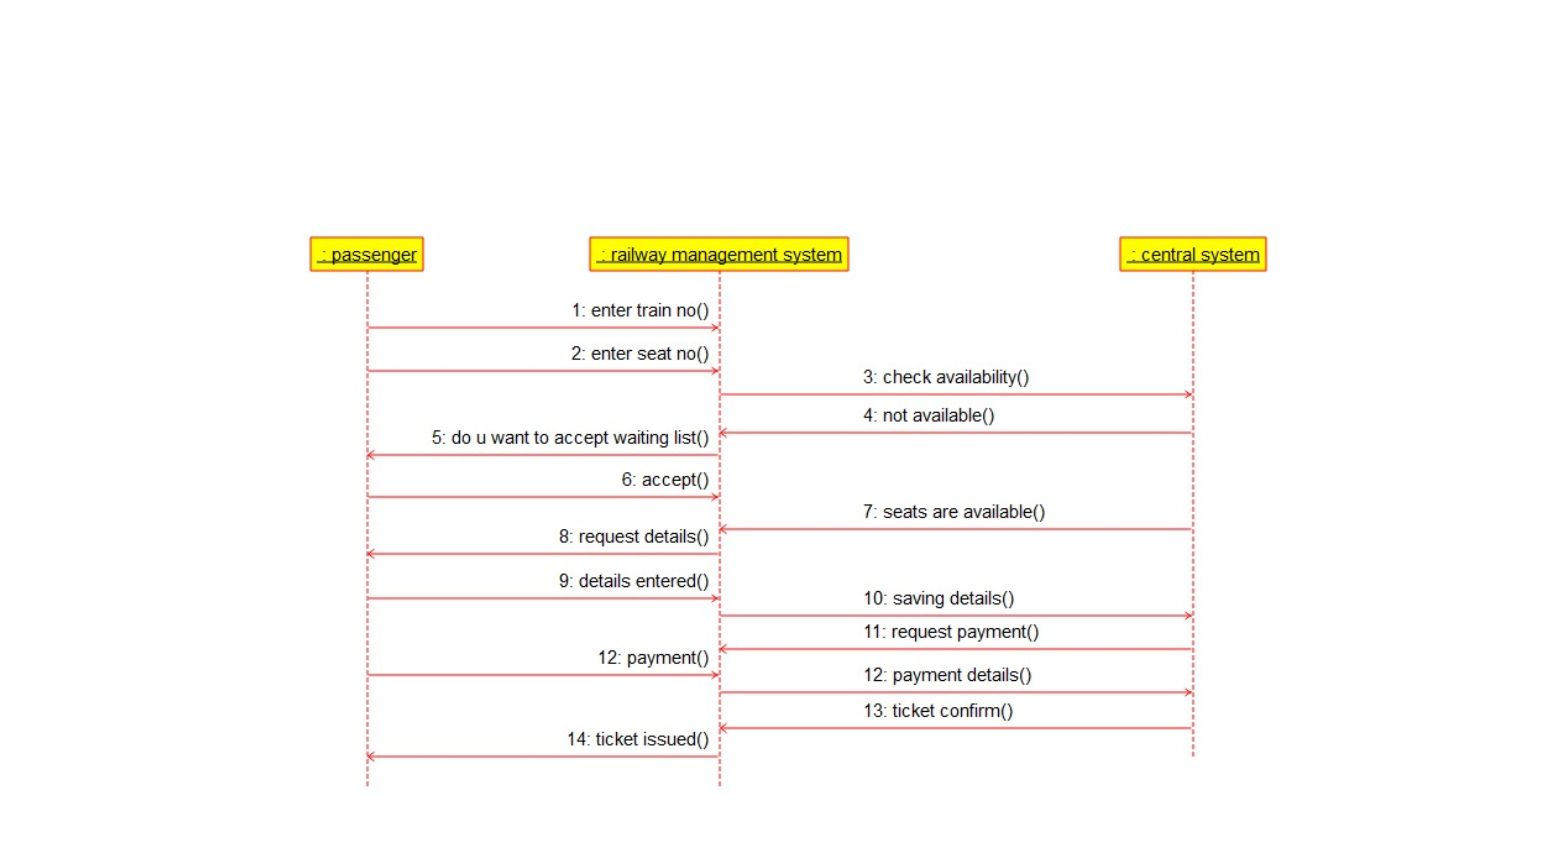 : passenger
: railway management system
: central system
1: enter train no()
2: enter seat no()
3: check availability()
4: not available()
5: do u want to accept waiting list()
6: accept()
7: seats are available()
8: request details()
9: details entered()
10: saving details()
11: request payment()
12: payment()
12: payment details()
13: ticket confirm()
14: ticket issued()